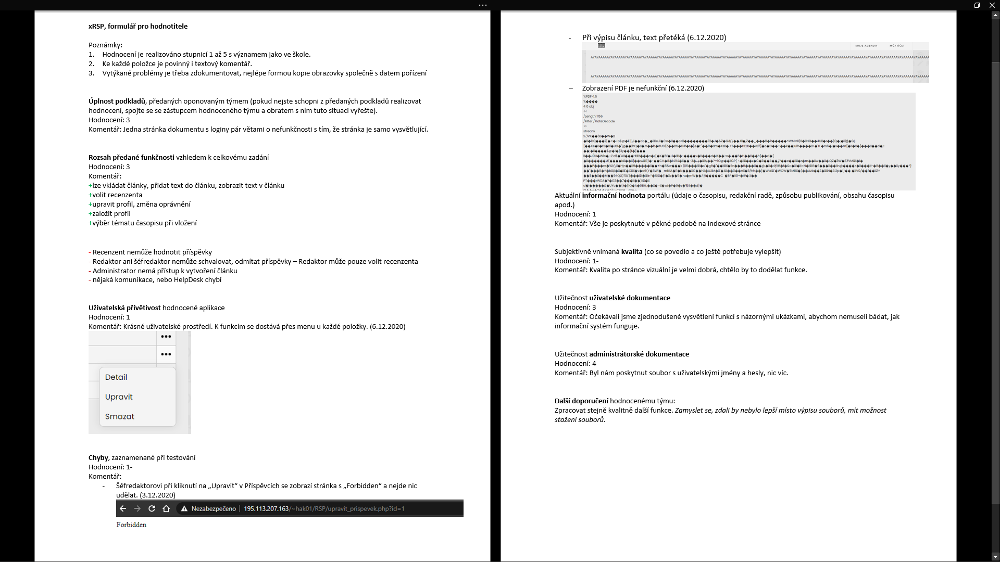 xRSP, formulář pro hodnotitele
Poznámky:
1. Hodnocení je realizováno stupnicí 1 až 5 s významem jako ve škole.
2. Ke každé položce je povinný i textový komentář.
3. Vytýkané problémy je třeba zdokumentovat, nejlépe formou kopie obrazovky společně s datem pořízení
Úplnost podkladů, předaných oponovaným týmem (pokud nejste schopni z předaných podkladů realizovat
hodnocení, spojte se se zástupcem hodnoceného týmu a obratem s ním tuto situaci vyřešte).
Hodnocení: 3
Komentář: Jedna stránka dokumentu s loginy pár větami o nefunkčnosti s tím, že stránka je samo vysvětlující.
Rozsah předané funkčnosti vzhledem k celkovému zadání
Hodnocení: 3
Komentář:
+lze vkládat články, přidat text do článku, zobrazit text v článku
+volit recenzenta
+upravit profil, změna oprávnění
+založit profil
+výběr tématu časopisu při vložení
- Recenzent nemůže hodnotit příspěvky
- Redaktor ani šéfredaktor nemůže schvalovat, odmítat příspěvky – Redaktor může pouze volit recenzenta
- Administrator nemá přístup k vytvoření článku
- nějaká komunikace, nebo HelpDesk chybí
Uživatelská přívětivost hodnocené aplikace
Hodnocení: 1
Komentář: Krásné uživatelské prostředí. K funkcím se dostává přes menu u každé položky. (6.12.2020)
Detail
Upravit
Smazat
Chyby, zaznamenané při testování
Hodnocení: 1-
Komentář:
- Šéfredaktorovi při kliknutí na „Upravit“ v Příspěvcích se zobrazí stránka s „Forbidden“ a nejde nic
udělat. (3.12.2020)
Nezabezpečeno | 195.113.207.163/~hak01/RSP/upravit_prispevek.php?id=1
Forbidden
- Při výpisu článku, text přetéká (6.12.2020)
MOJE AGENDA MŮJ ÚČET
– Zobrazení PDF je nefunkční (6.12.2020)
%PDF-1.5
%����
4 0 obj
<<
/Length 1156
/Filter /FlateDecode
>>
stream
Aktuální informační hodnota portálu (údaje o časopisu, redakční radě, způsobu publikování, obsahu časopisu
apod.)
Hodnocení: 1
Komentář: Vše je poskytnuté v pěkné podobě na indexové stránce
Subjektivně vnímaná kvalita (co se povedlo a co ještě potřebuje vylepšit)
Hodnocení: 1-
Komentář: Kvalita po stránce vizuální je velmi dobrá, chtělo by to dodělat funkce.
Užitečnost uživatelské dokumentace
Hodnocení: 3
Komentář: Očekávali jsme zjednodušené vysvětlení funkcí s názornými ukázkami, abychom nemuseli bádat, jak
informační systém funguje.
Užitečnost administrátorské dokumentace
Hodnocení: 4
Komentář: Byl nám poskytnut soubor s uživatelskými jmény a hesly, nic víc.
Další doporučení hodnocenému týmu:
Zpracovat stejně kvalitně další funkce. Zamyslet se, zdali by nebylo lepší místo výpisu souborů, mít možnost
stažení souborů.